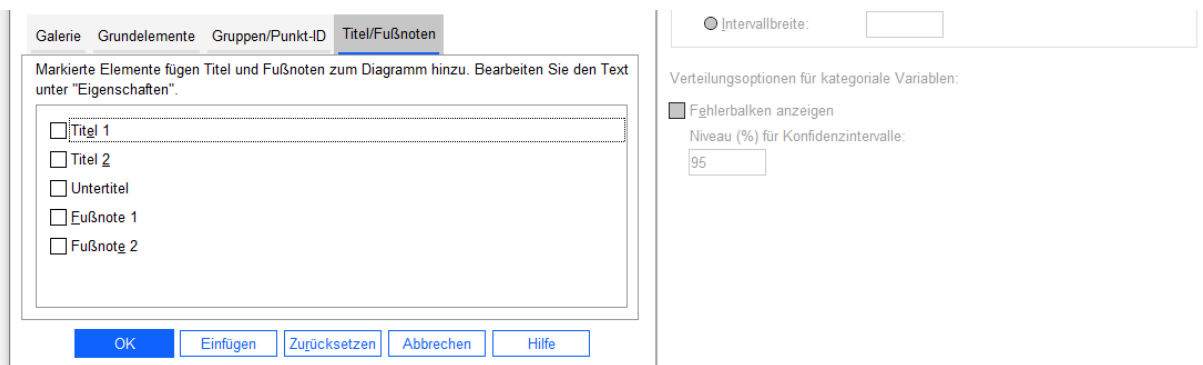 Galerie Grundelemente Gruppen/Punkt-ID Titel/Fußnoten
Markierte Elemente fügen Titel und Fußnoten zum Diagramm hinzu. Bearbeiten Sie den Text
unter "Eigenschaften".
Titel 1
Titel 2
Untertitel
Fußnote 1
Fußnote 2
OK Einfügen Zurücksetzen Abbrechen Hilfe
Intervallbreite:
Verteilungsoptionen für kategoriale Variablen:
Fehlerbalken anzeigen
Niveau (%) für Konfidenzintervalle:
95